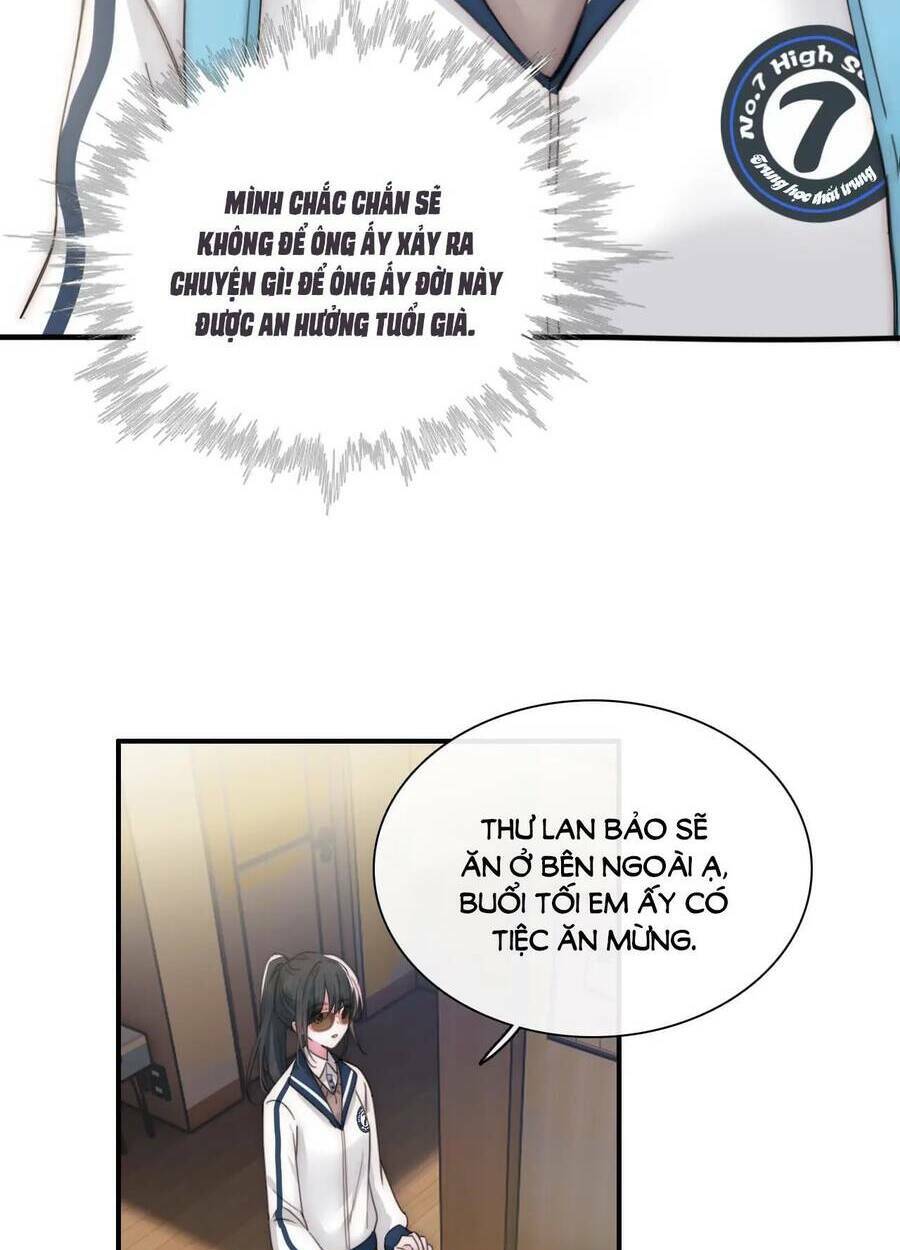 No.7 High S
7
Trung học thất trung
MÌNH CHẮC CHẮN SẼ
KHÔNG ĐỂ ÔNG ẤY XẢY RA
CHUYỆN GÌ! ĐỂ ÔNG ẤY ĐỜI NÀY
ĐƯỢC AN HƯỞNG TUỔI GIÀ.
THƯ LAN BẢO SẼ
ĂN Ở BÊN NGOÀI Ạ,
BUỔI TỐI EM ẤY CÓ
TIỆC ĂN MỪNG.
7